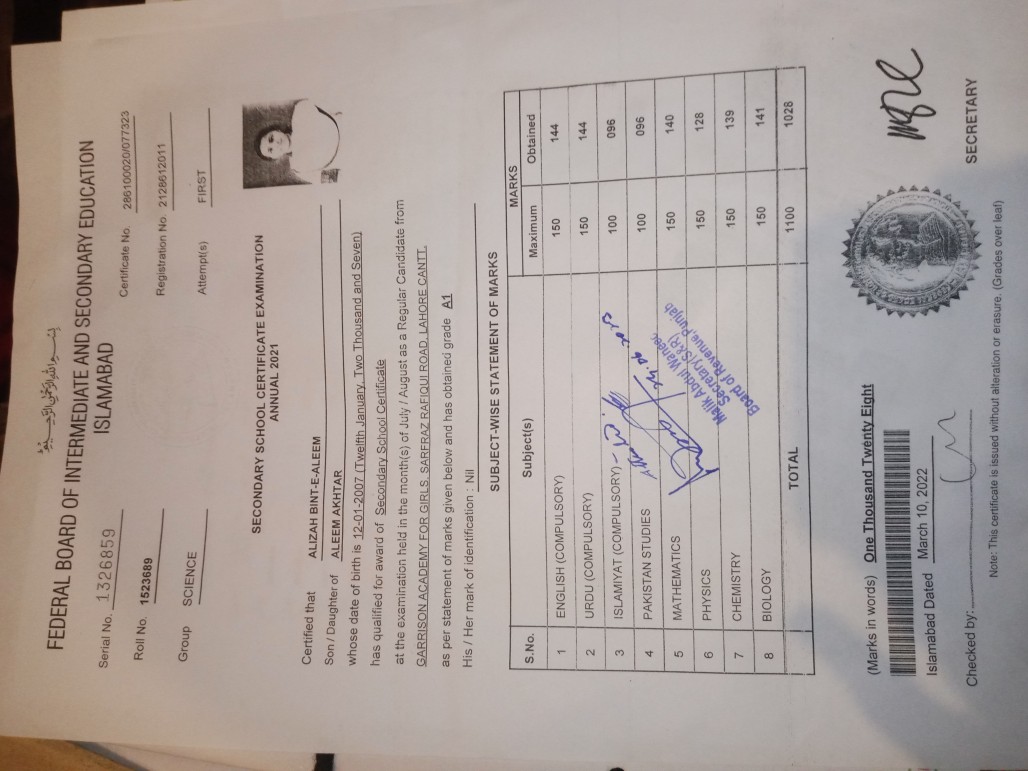 بسم اللہ الرحمن الرحیم
FEDERAL BOARD OF INTERMEDIATE AND SECONDARY EDUCATION
ISLAMABAD
Serial No. 1326859 Certificate No. 286100020/077323
Roll No. 1523689 Registration No. 2128612011
Group SCIENCE Attempt(s) FIRST
SECONDARY SCHOOL CERTIFICATE EXAMINATION
ANNUAL 2021
Certified that ALIZAH BINT-E-ALEEM
Son / Daughter of ALEEM AKHTAR
whose date of birth is 12-01-2007 (Twelfth January, Two Thousand and Seven)
has qualified for award of Secondary School Certificate
at the examination held in the month(s) of July / August as a Regular Candidate from
GARRISON ACADEMY FOR GIRLS, SARFRAZ RAFIQUI ROAD, LAHORE CANTT.
as per statement of marks given below and has obtained grade A1
His / Her mark of identification : Nil
SUBJECT-WISE STATEMENT OF MARKS
S.No. Subject(s) MARKS
Maximum Obtained
1 ENGLISH (COMPULSORY) 150 144
2 URDU (COMPULSORY) 150 144
3 ISLAMIYAT (COMPULSORY) 100 096
4 PAKISTAN STUDIES 100 096
5 MATHEMATICS 150 140
6 PHYSICS 150 128
7 CHEMISTRY 150 139
8 BIOLOGY 150 141
TOTAL 1100 1028
Malik Abdul Waheed
Secretary (S&R)
Board of Revenue, Punjab
(Marks in words) One Thousand Twenty Eight
Islamabad Dated March 10, 2022
Checked by:
SECRETARY
Note: This certificate is issued without alteration or erasure. (Grades over leaf)